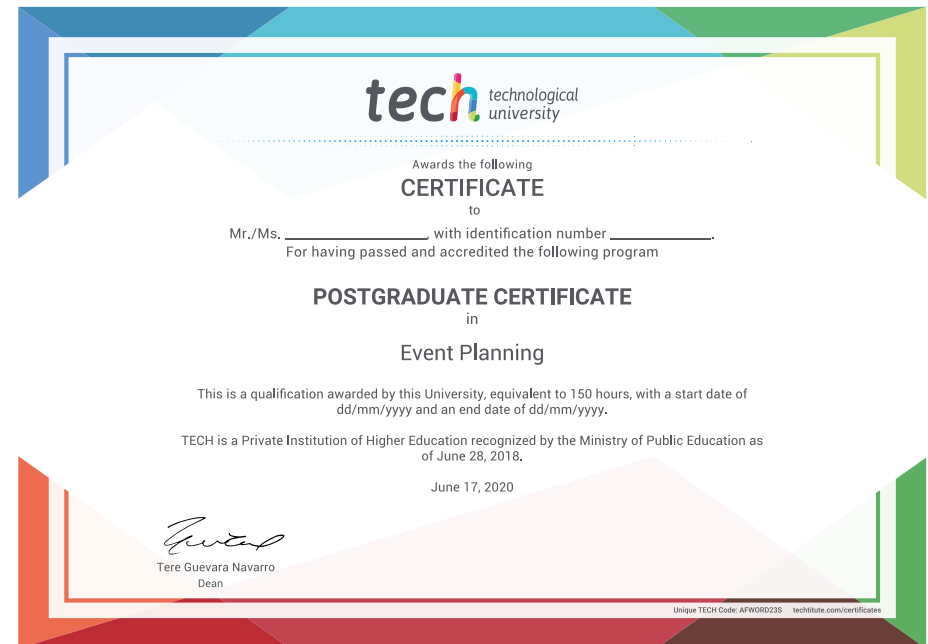 tech technological
university
Awards the following
CERTIFICATE
to
Mr./Ms. ____________________, with identification number ______________.
For having passed and accredited the following program
POSTGRADUATE CERTIFICATE
in
Event Planning
This is a qualification awarded by this University, equivalent to 150 hours, with a start date of
dd/mm/yyyy and an end date of dd/mm/yyyy.
TECH is a Private Institution of Higher Education recognized by the Ministry of Public Education as
of June 28, 2018.
June 17, 2020
Tere Guevara Navarro
Dean
Unique TECH Code: AFWORD23S techtitute.com/certificates